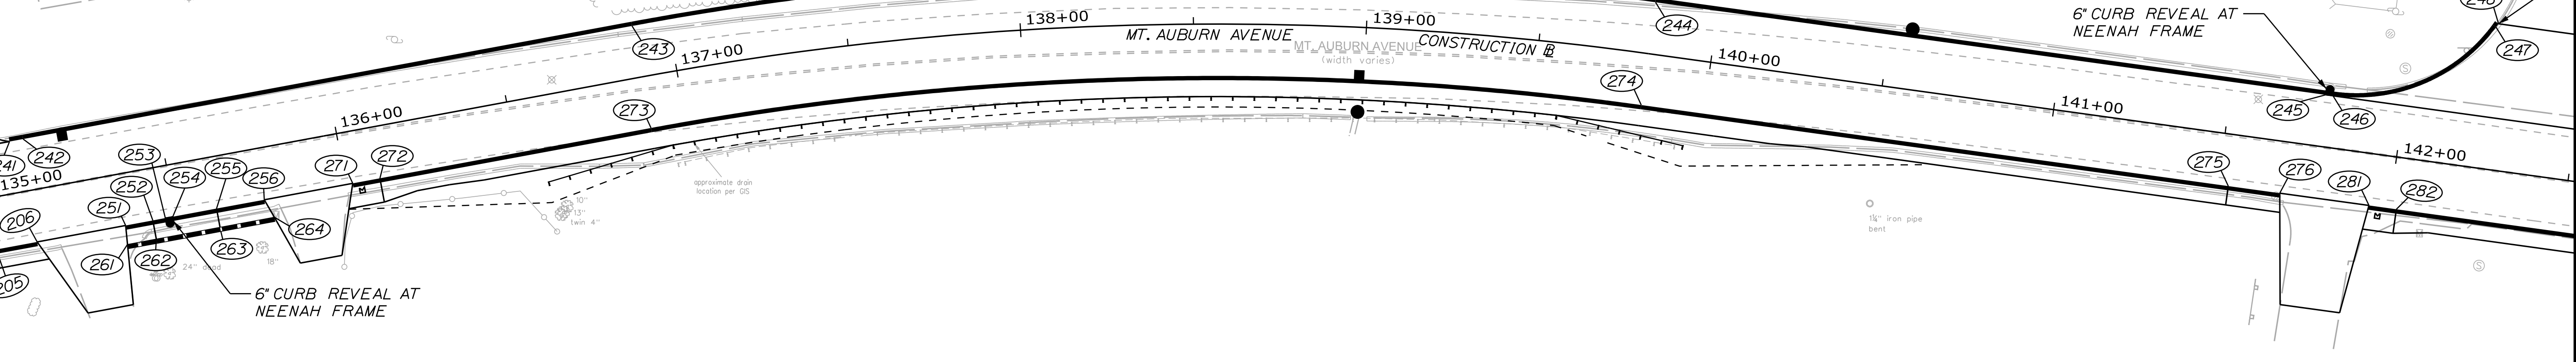 138+00
139+00
6" CURB REVEAL AT
NEENAH FRAME
243
137+00
MT. AUBURN AVENUE
MT. AUBURN AVENUE
(width varies)
CONSTRUCTION B
244
140+00
247
274
136+00
273
141+00
245
246
242
253
254
255
256
271
272
135+00
252
251
206
264
263
262
261
205
approximate drain
location per GIS
10"
13"
twin 4"
18"
24" dead
6" CURB REVEAL AT
NEENAH FRAME
1¼" iron pipe
bent
142+00
275
276
281
282
S
S